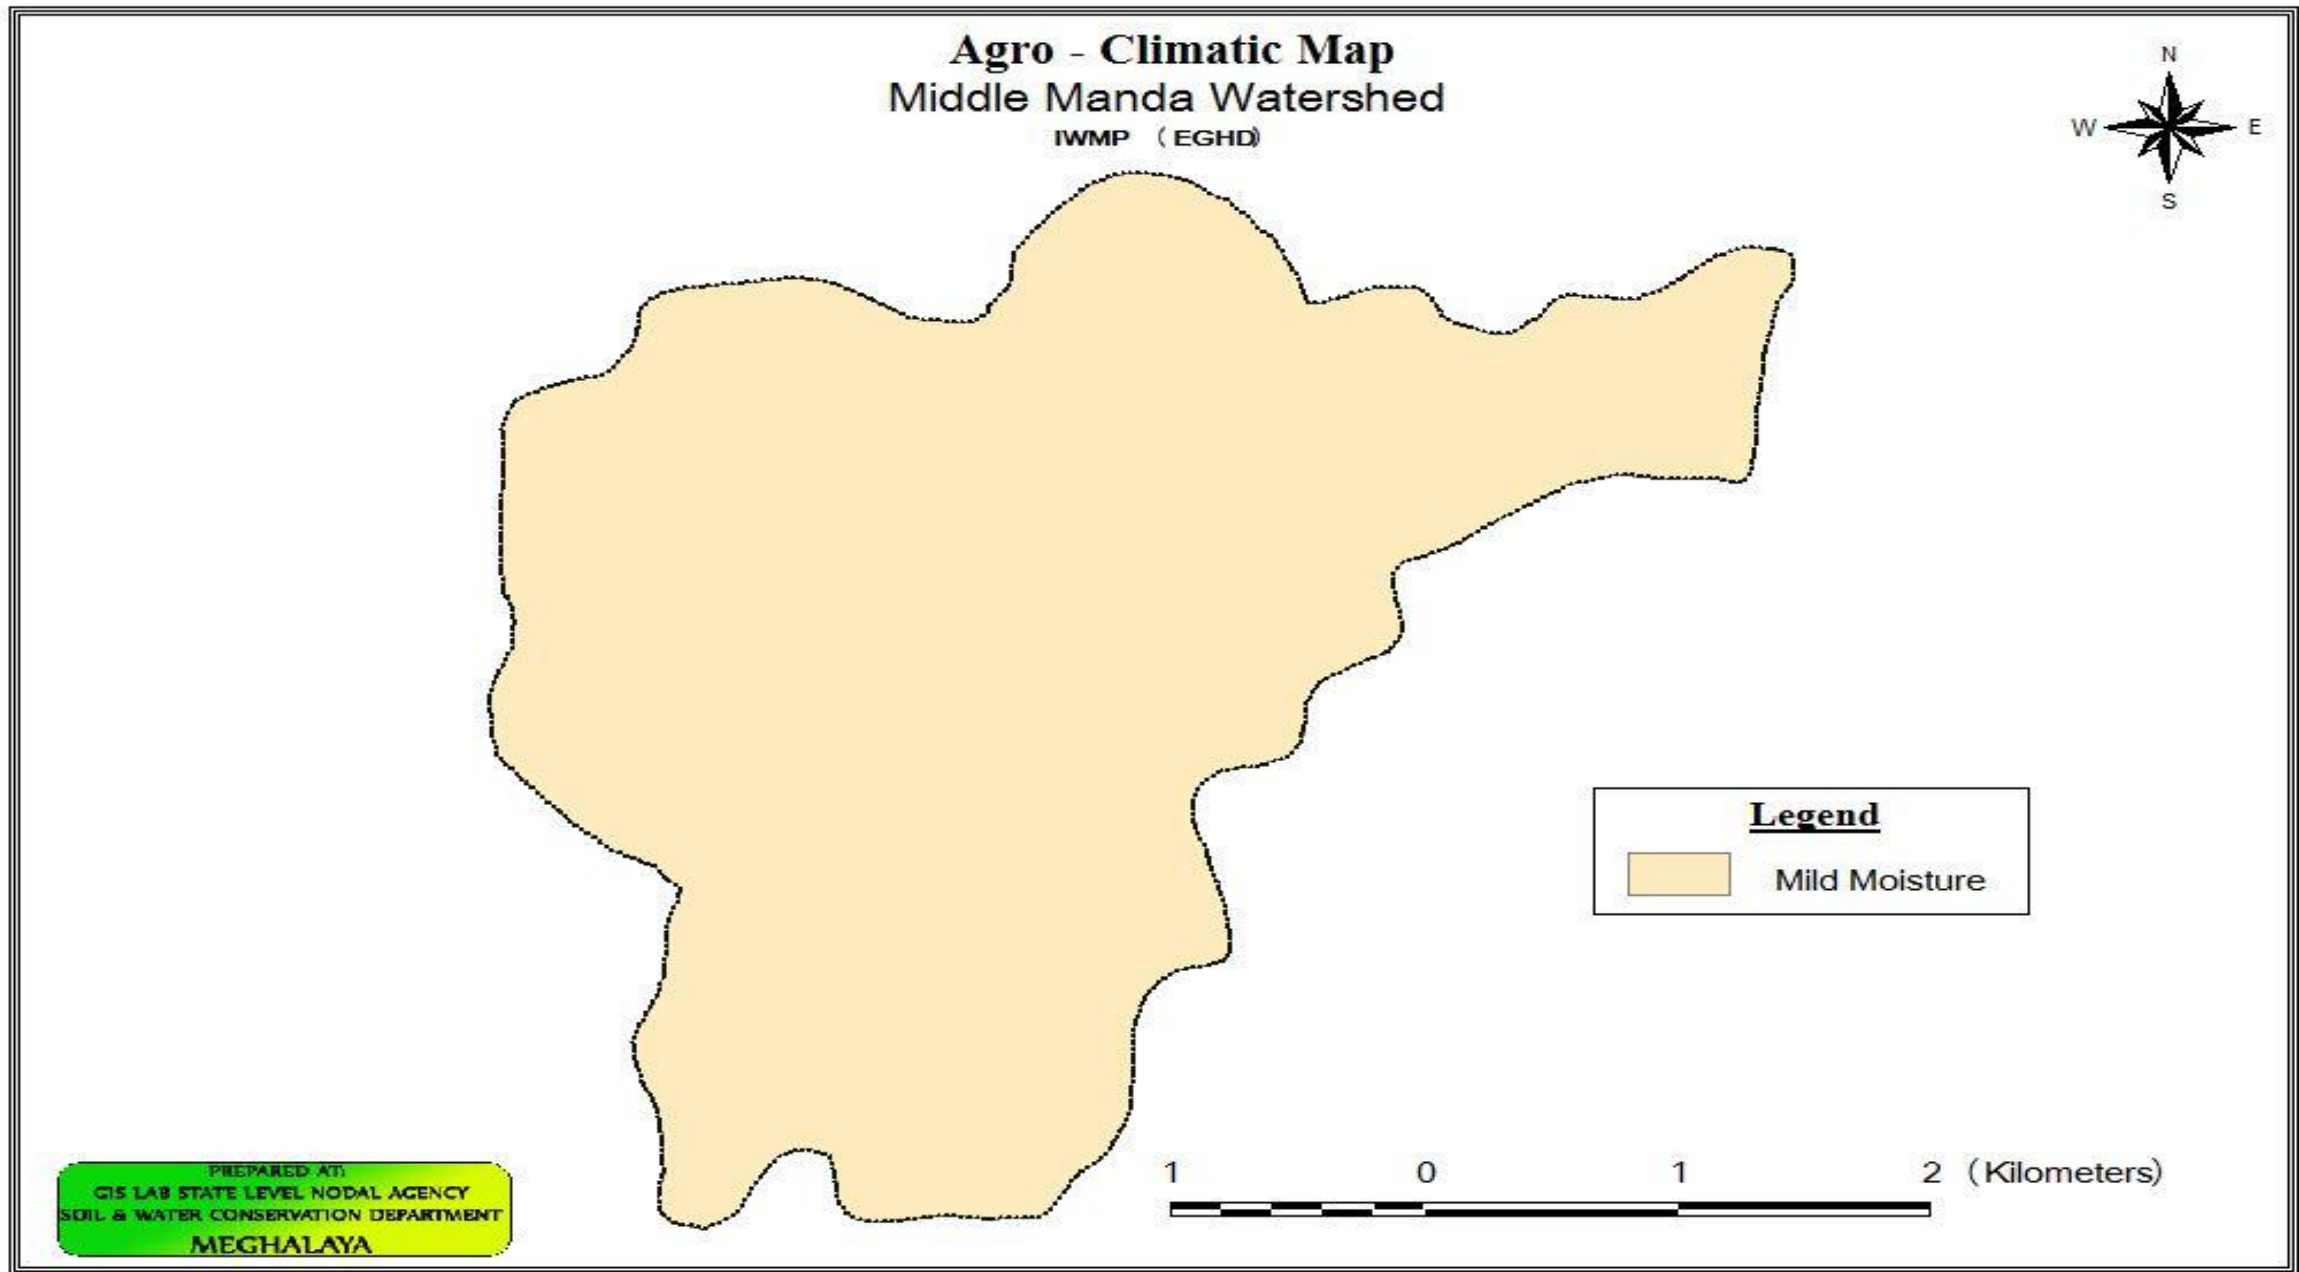 Agro - Climatic Map
Middle Manda Watershed
IWMP (EGHD)
N
W E
S
Legend
Mild Moisture
1 0 1 2 (Kilometers)
PREPARED AT:
GIS LAB STATE LEVEL NODAL AGENCY
SOIL & WATER CONSERVATION DEPARTMENT
MEGHALAYA